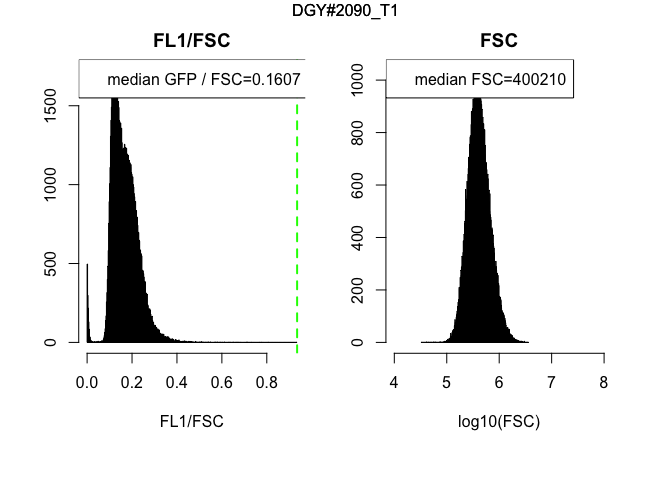 DGY#2090_T1
FL1/FSC
median GFP / FSC=0.1607
1500
1000
500
0
0.0 0.2 0.4 0.6 0.8
FL1/FSC
FSC
median FSC=400210
1000
800
600
400
200
0
4 5 6 7 8
log10(FSC)